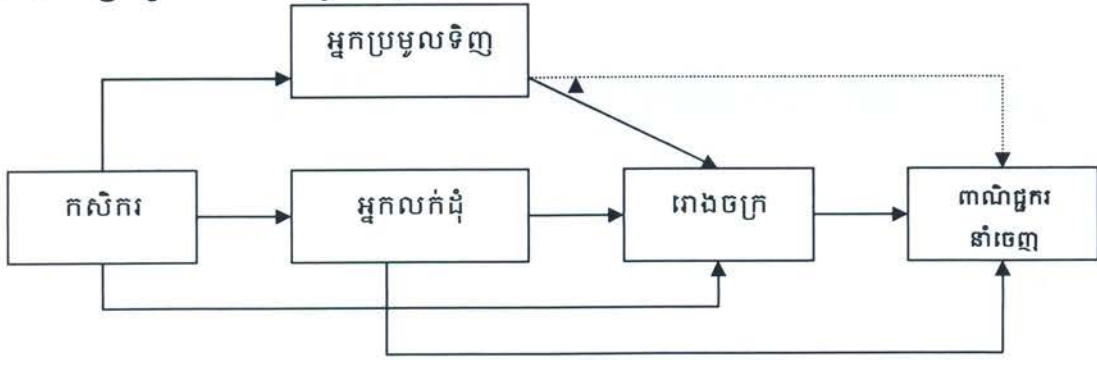 អ្នកប្រមូលទិញ
កសិករ
អ្នកលក់ដុំ
រោងចក្រ
ពាណិជ្ជករ
នាំចេញ